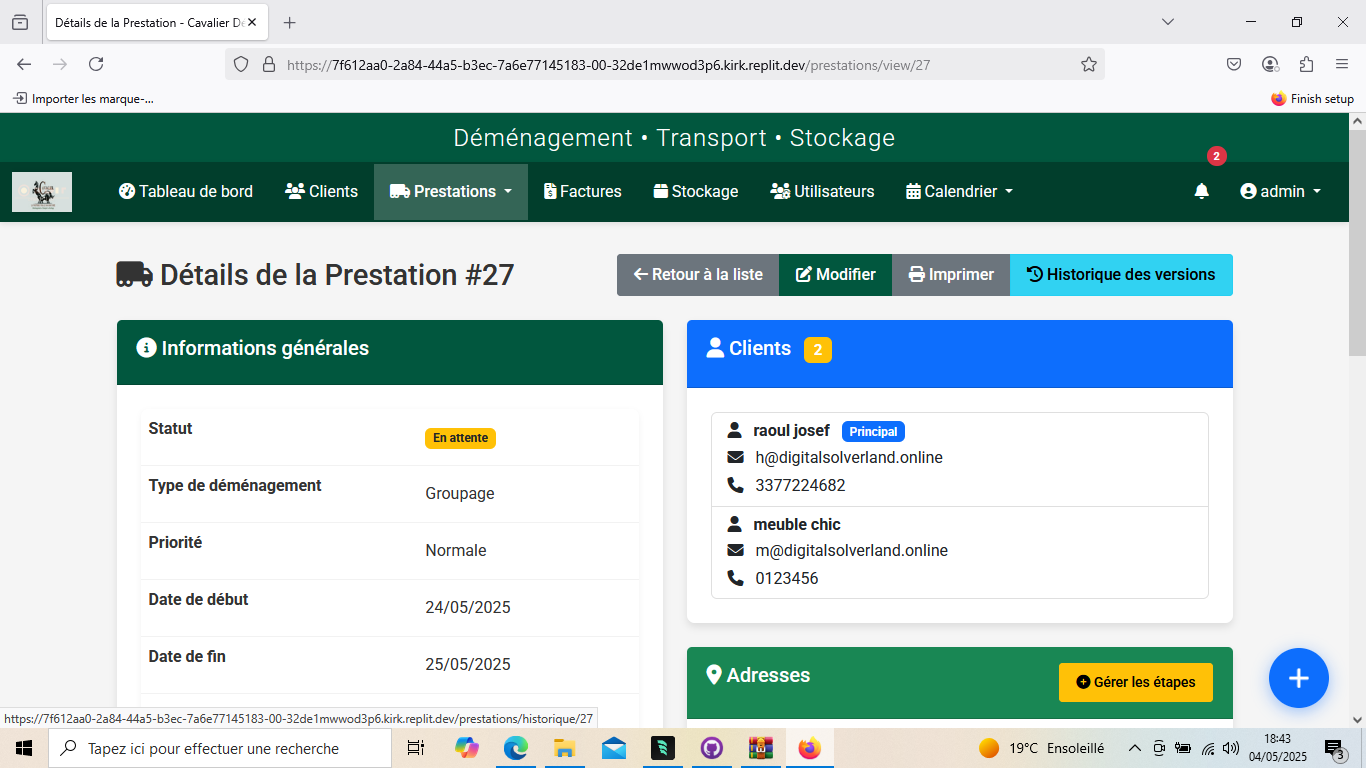 Détails de la Prestation - Cavalier De
https://7f612aa0-2a84-44a5-b3ec-7a6e77145183-00-32de1mwwod3p6.kirk.replit.dev/prestations/view/27
Importer les marque-...
Finish setup
Déménagement • Transport • Stockage
2
Tableau de bord Clients Prestations Factures Stockage Utilisateurs Calendrier admin
Détails de la Prestation #27
Retour à la liste Modifier Imprimer Historique des versions
Informations générales
Statut En attente
Type de déménagement Groupage
Priorité Normale
Date de début 24/05/2025
Date de fin 25/05/2025
Clients 2
raoul josef Principal
h@digitalsolverland.online
3377224682
meuble chic
m@digitalsolverland.online
0123456
Adresses Gérer les étapes
https://7f612aa0-2a84-44a5-b3ec-7a6e77145183-00-32de1mwwod3p6.kirk.replit.dev/prestations/historique/27
Tapez ici pour effectuer une recherche
19°C Ensoleillé
18:43
04/05/2025
3